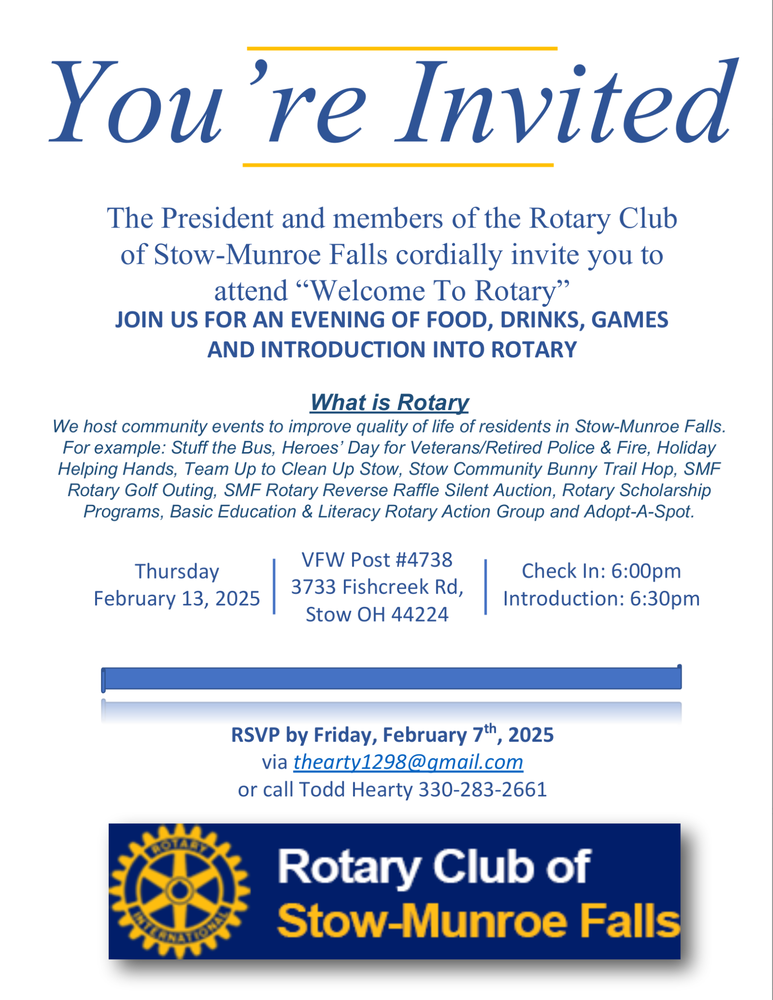 You’re Invited
The President and members of the Rotary Club
of Stow-Munroe Falls cordially invite you to
attend “Welcome To Rotary”
JOIN US FOR AN EVENING OF FOOD, DRINKS, GAMES
AND INTRODUCTION INTO ROTARY
What is Rotary
We host community events to improve quality of life of residents in Stow-Munroe Falls.
For example: Stuff the Bus, Heroes’ Day for Veterans/Retired Police & Fire, Holiday
Helping Hands, Team Up to Clean Up Stow, Stow Community Bunny Trail Hop, SMF
Rotary Golf Outing, SMF Rotary Reverse Raffle Silent Auction, Rotary Scholarship
Programs, Basic Education & Literacy Rotary Action Group and Adopt-A-Spot.
Thursday
February 13, 2025
VFW Post #4738
3733 Fishcreek Rd,
Stow OH 44224
Check In: 6:00pm
Introduction: 6:30pm
RSVP by Friday, February 7th, 2025
via thearty1298@gmail.com
or call Todd Hearty 330-283-2661
ROTARY
INTERNATIONAL
Rotary Club of
Stow-Munroe Falls